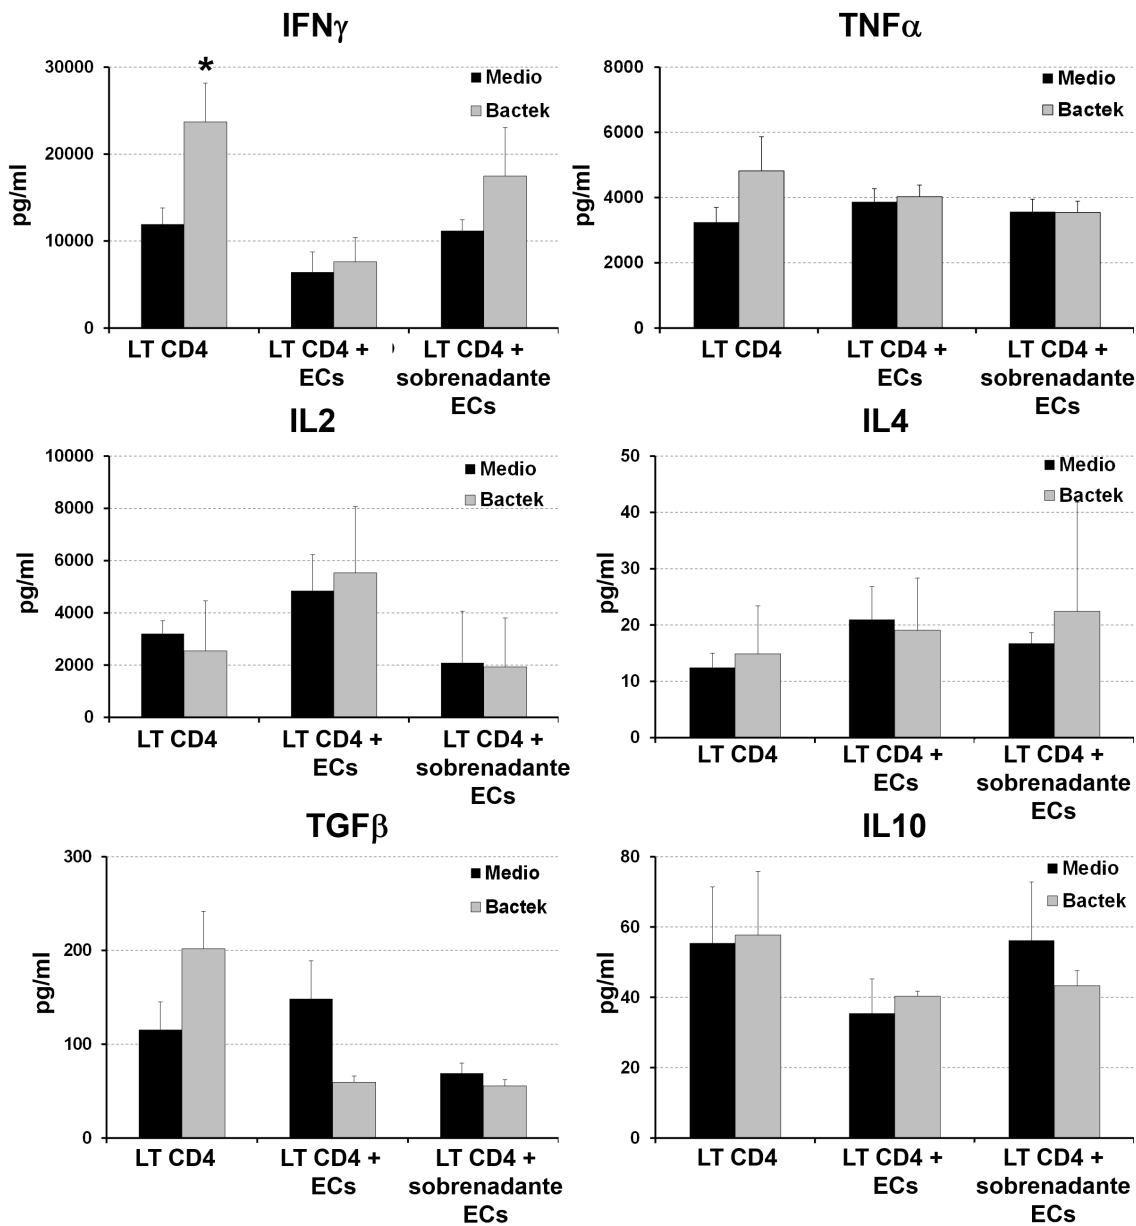 IFNγ
30000
20000
10000
0
pg/ml
*
Medio
Bactek
LT CD4
LT CD4 +
ECs
LT CD4 +
sobrenadante
ECs
TNFα
8000
6000
4000
2000
0
pg/ml
Medio
Bactek
LT CD4
LT CD4 +
ECs
LT CD4 +
sobrenadante
ECs
IL2
10000
8000
6000
4000
2000
0
pg/ml
Medio
Bactek
LT CD4
LT CD4 +
ECs
LT CD4 +
sobrenadante
ECs
IL4
50
40
30
20
10
0
pg/ml
Medio
Bactek
LT CD4
LT CD4 +
ECs
LT CD4 +
sobrenadante
ECs
TGFβ
300
200
100
0
pg/ml
Medio
Bactek
LT CD4
LT CD4 +
ECs
LT CD4 +
sobrenadante
ECs
IL10
80
60
40
20
0
pg/ml
Medio
Bactek
LT CD4
LT CD4 +
ECs
LT CD4 +
sobrenadante
ECs